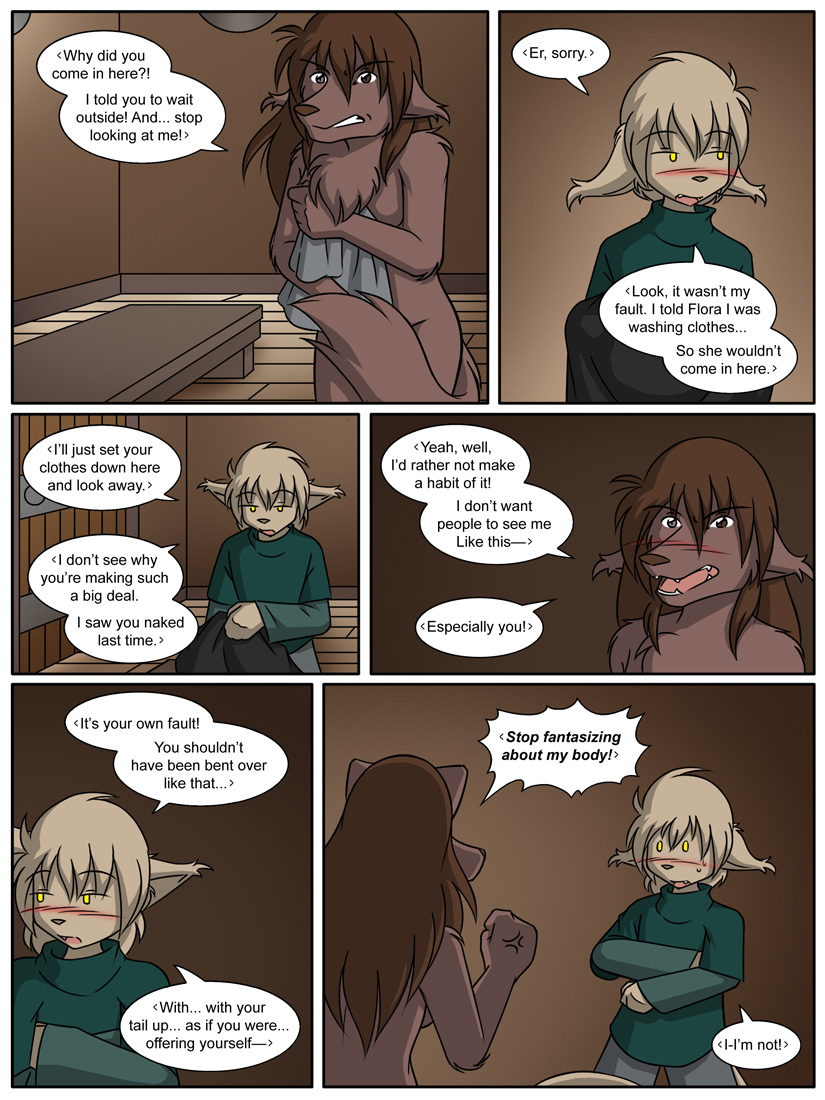 ‹Why did you
come in here?!
I told you to wait
outside! And... stop
looking at me!›
‹Er, sorry.›
‹Look, it wasn't my
fault. I told Flora I was
washing clothes...
So she wouldn't
come in here.›
‹I'll just set your
clothes down here
and look away.›
‹I don't see why
you're making such
a big deal.
I saw you naked
last time.›
‹Yeah, well,
I'd rather not make
a habit of it!
I don't want
people to see me
Like this—›
‹Especially you!›
‹It's your own fault!
You shouldn't
have been bent over
like that...›
‹With... with your
tail up... as if you were...
offering yourself—›
‹Stop fantasizing
about my body!›
‹I-I'm not!›